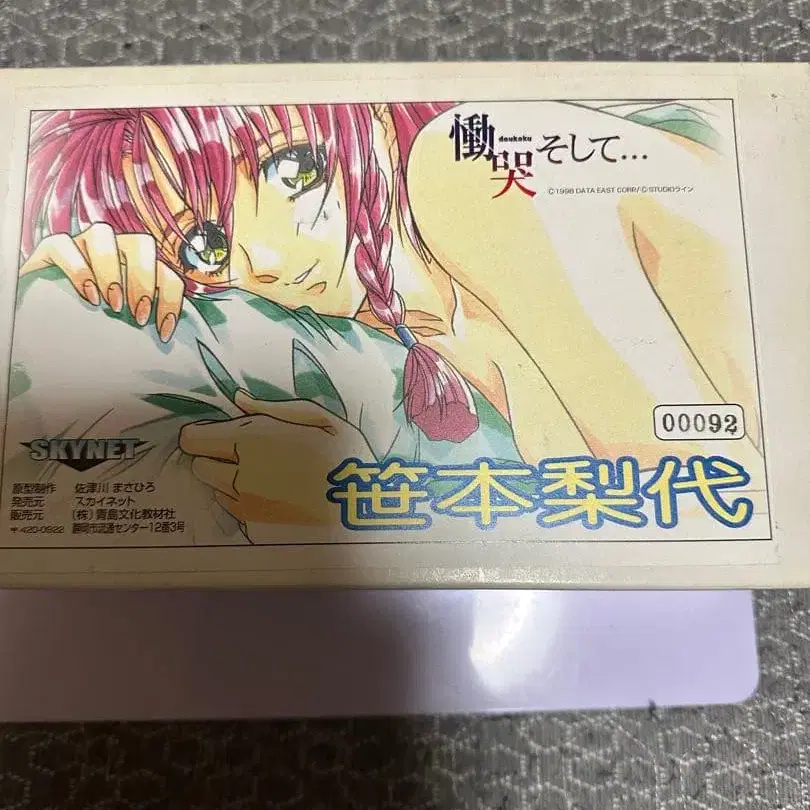 慟哭
doukoku
そして…
©1998 DATA EAST CORP/©STUDIOライン
00092
SKYNET
笹本梨代
原型制作 佐津川 まさひろ
発売元 スカイネット
販売元 (株)青島文化教材社
〒420-0922 静岡市流通センター12番3号